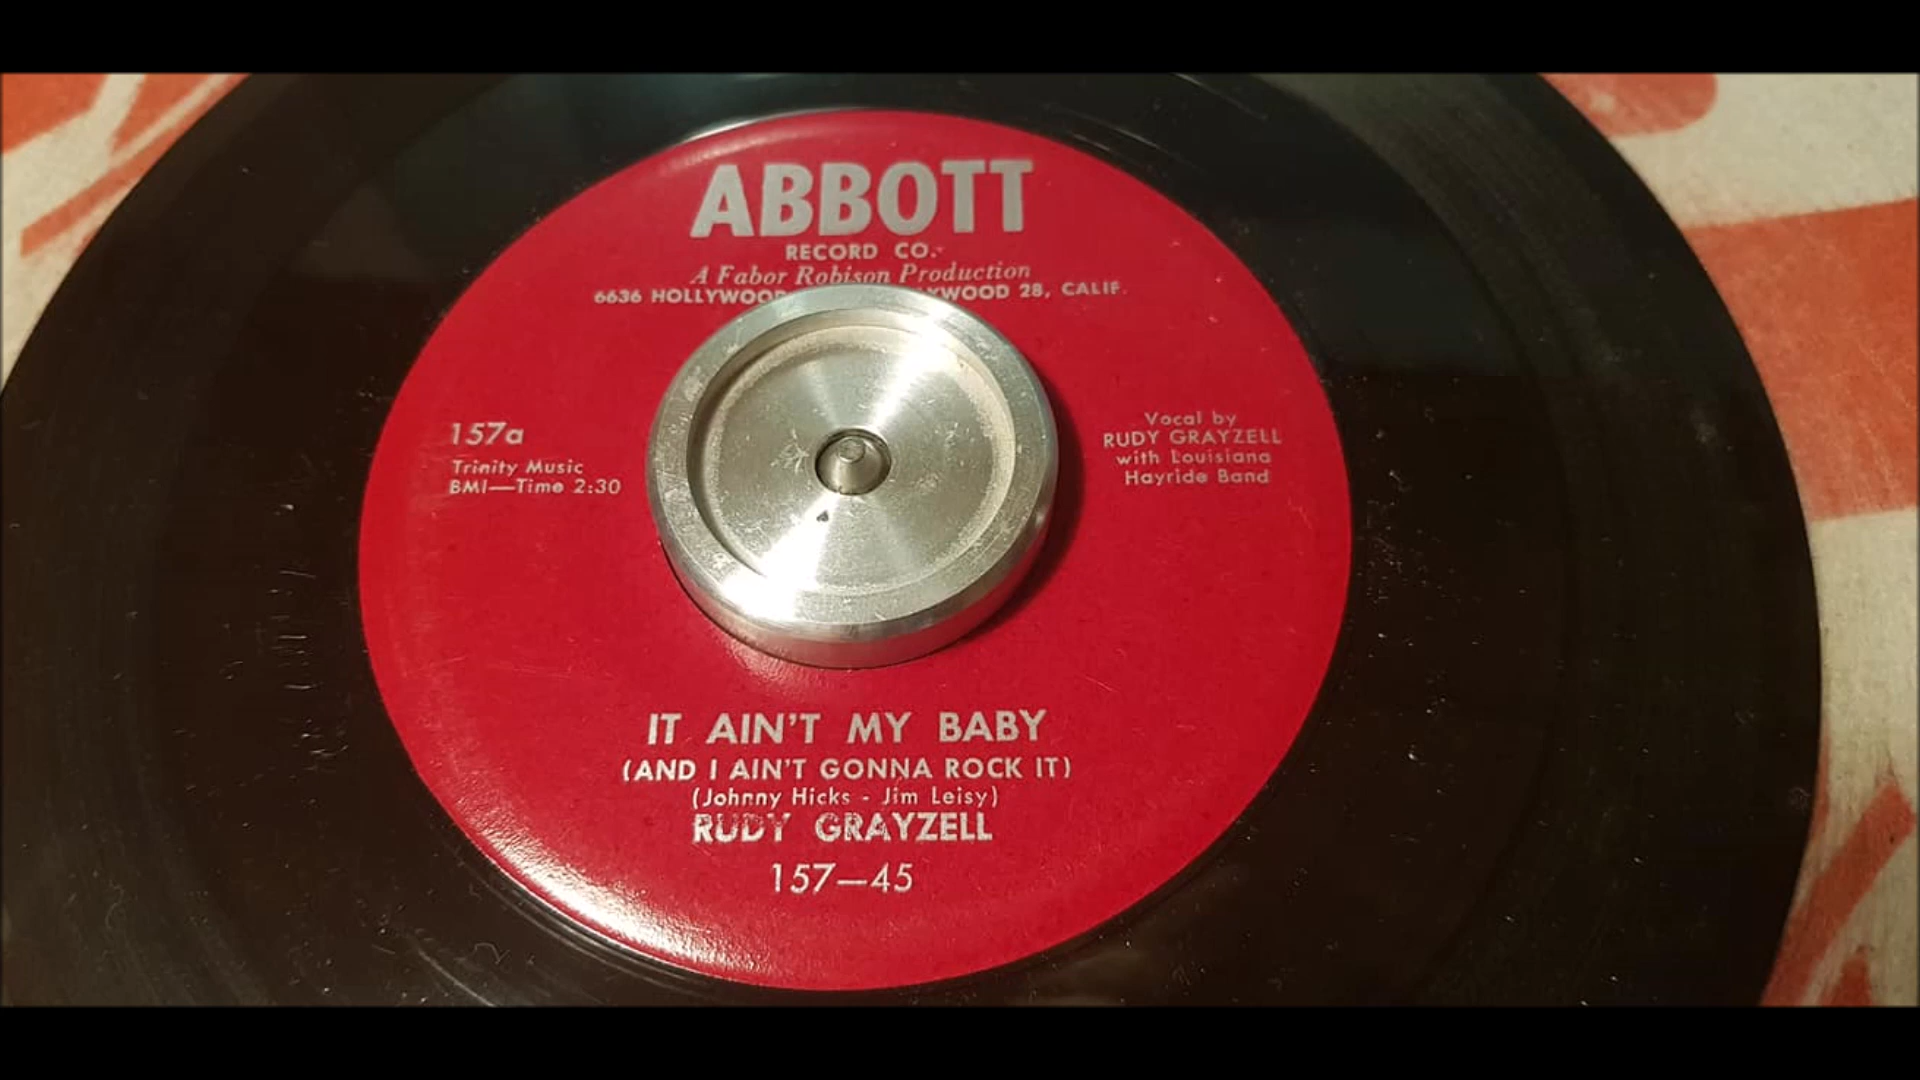 ABBOTT
RECORD CO.
A Fabor Robison Production
6636 HOLLYWOOD YWOOD 28, CALIF.
157a
Trinity Music
BMI—Time 2:30
Vocal by
RUDY GRAYZELL
with Louisiana
Hayride Band
IT AIN'T MY BABY
(AND I AIN'T GONNA ROCK IT)
(Johnny Hicks - Jim Leisy)
RUDY GRAYZELL
157—45